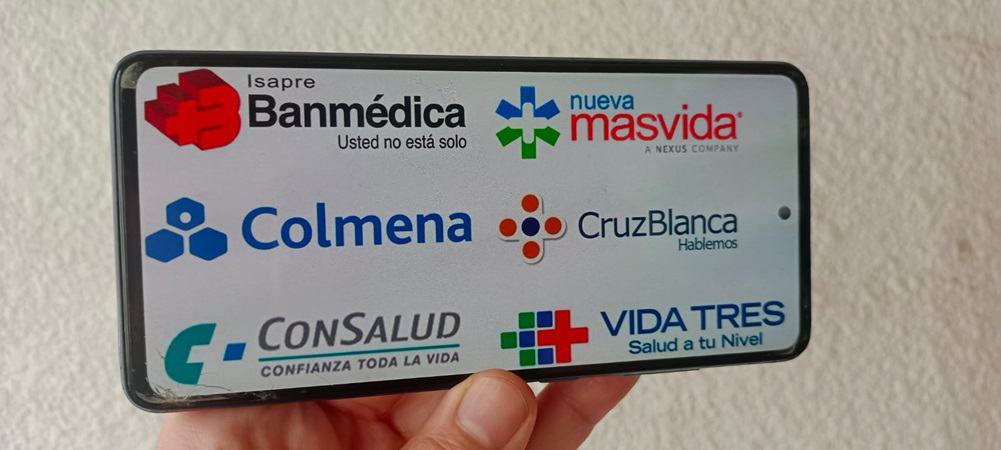 Isapre
Banmédica
Usted no está solo
nueva
masvida
A NEXUS COMPANY
Colmena
CruzBlanca
Hablemos
CONSALUD
CONFIANZA TODA LA VIDA
VIDA TRES
Salud a tu Nivel